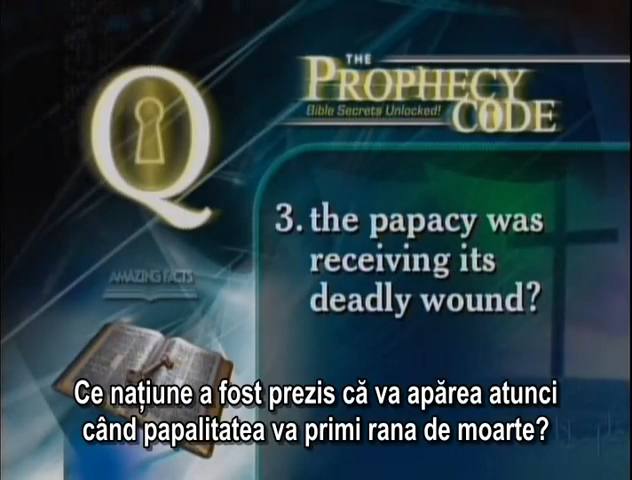 THE
PROPHECY
Bible Secrets Unlocked!
CODE
Q
3. the papacy was
receiving its
deadly wound?
AMAZING FACTS
Ce națiune a fost prezis că va apărea atunci
când papalitatea va primi rana de moarte?